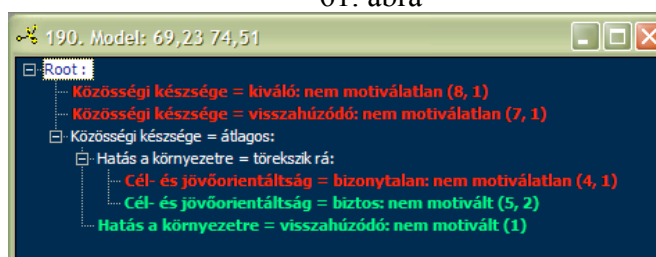 61. ábra
190. Model: 69,23 74,51
Root :
Közösségi készsége = kiváló: nem motiválatlan (8, 1)
Közösségi készsége = visszahúzódó: nem motiválatlan (7, 1)
Közösségi készsége = átlagos:
Hatás a környezetre = törekszik rá:
Cél- és jövőorientáltság = bizonytalan: nem motiválatlan (4, 1)
Cél- és jövőorientáltság = biztos: nem motivált (5, 2)
Hatás a környezetre = visszahúzódó: nem motivált (1)